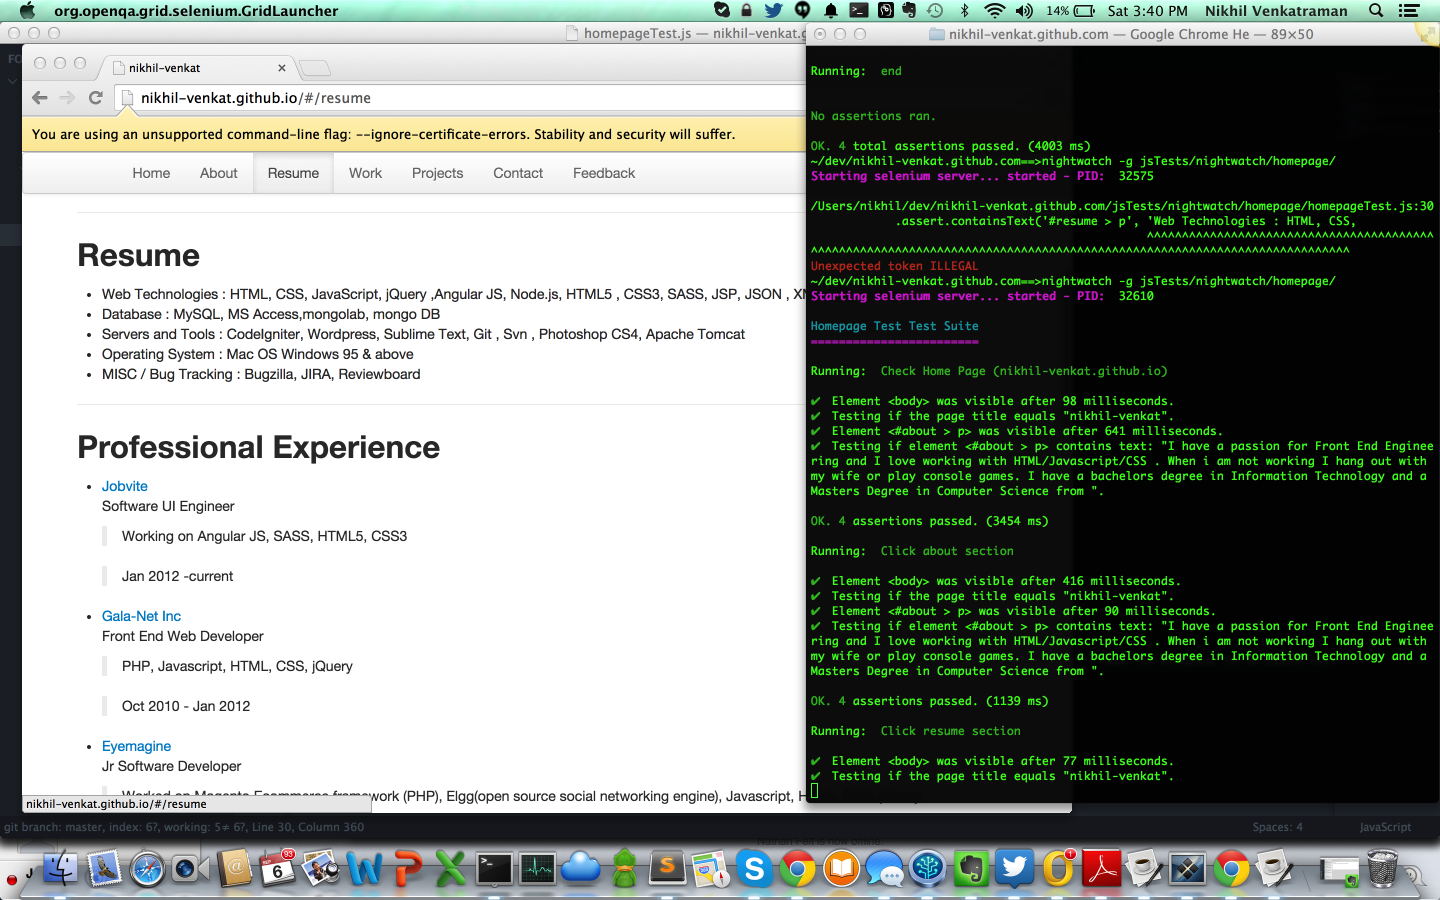 org.openqa.grid.selenium.GridLauncher
14%
Sat 3:40 PM
Nikhil Venkatraman
homepageTest.js — nikhil-venkat.g
nikhil-venkat
nikhil-venkat.github.io/#/resume
You are using an unsupported command-line flag: --ignore-certificate-errors. Stability and security will suffer.
Home About Resume Work Projects Contact Feedback
Resume
Web Technologies : HTML, CSS, JavaScript, jQuery ,Angular JS, Node.js, HTML5 , CSS3, SASS, JSP, JSON , XM
Database : MySQL, MS Access,mongolab, mongo DB
Servers and Tools : CodeIgniter, Wordpress, Sublime Text, Git , Svn , Photoshop CS4, Apache Tomcat
Operating System : Mac OS Windows 95 & above
MISC / Bug Tracking : Bugzilla, JIRA, Reviewboard
Professional Experience
Jobvite
Software UI Engineer
Working on Angular JS, SASS, HTML5, CSS3
Jan 2012 -current
Gala-Net Inc
Front End Web Developer
PHP, Javascript, HTML, CSS, jQuery
Oct 2010 - Jan 2012
Eyemagine
Jr Software Developer
Worked on Magento Ecommerce framework (PHP), Elgg(open source social networking engine), Javascript, H
nikhil-venkat.github.io/#/resume
nikhil-venkat.github.com — Google Chrome He — 89×50
Running:  end
No assertions ran.
OK. 4 total assertions passed. (4003 ms)
~/dev/nikhil-venkat.github.com==>nightwatch -g jsTests/nightwatch/homepage/
Starting selenium server... started - PID:  32575
/Users/nikhil/dev/nikhil-venkat.github.com/jsTests/nightwatch/homepage/homepageTest.js:30
.assert.containsText('#resume > p', 'Web Technologies : HTML, CSS,
^^^^^^^^^^^^^^^^^^^^^^^^^^^^^^^^^^^^^^^^^
^^^^^^^^^^^^^^^^^^^^^^^^^^^^^^^^^^^^^^^^^^^^^^^^^^^^^^^^^^^^^^^^^^^^^^^^^^^^^
Unexpected token ILLEGAL
~/dev/nikhil-venkat.github.com==>nightwatch -g jsTests/nightwatch/homepage/
Starting selenium server... started - PID:  32610
Homepage Test Test Suite
========================
Running:  Check Home Page (nikhil-venkat.github.io)
✔  Element <body> was visible after 98 milliseconds.
✔  Testing if the page title equals "nikhil-venkat".
✔  Element <#about > p> was visible after 641 milliseconds.
✔  Testing if element <#about > p> contains text: "I have a passion for Front End Enginee
ring and I love working with HTML/Javascript/CSS . When i am not working I hang out with
my wife or play console games. I have a bachelors degree in Information Technology and a
Masters Degree in Computer Science from ".
OK. 4 assertions passed. (3454 ms)
Running:  Click about section
✔  Element <body> was visible after 416 milliseconds.
✔  Testing if the page title equals "nikhil-venkat".
✔  Element <#about > p> was visible after 90 milliseconds.
✔  Testing if element <#about > p> contains text: "I have a passion for Front End Enginee
ring and I love working with HTML/Javascript/CSS . When i am not working I hang out with
my wife or play console games. I have a bachelors degree in Information Technology and a
Masters Degree in Computer Science from ".
OK. 4 assertions passed. (1139 ms)
Running:  Click resume section
✔  Element <body> was visible after 77 milliseconds.
✔  Testing if the page title equals "nikhil-venkat".
git branch: master, index: 6?, working: 5≠ 6?, Line 30, Column 360
Spaces: 4
JavaScript